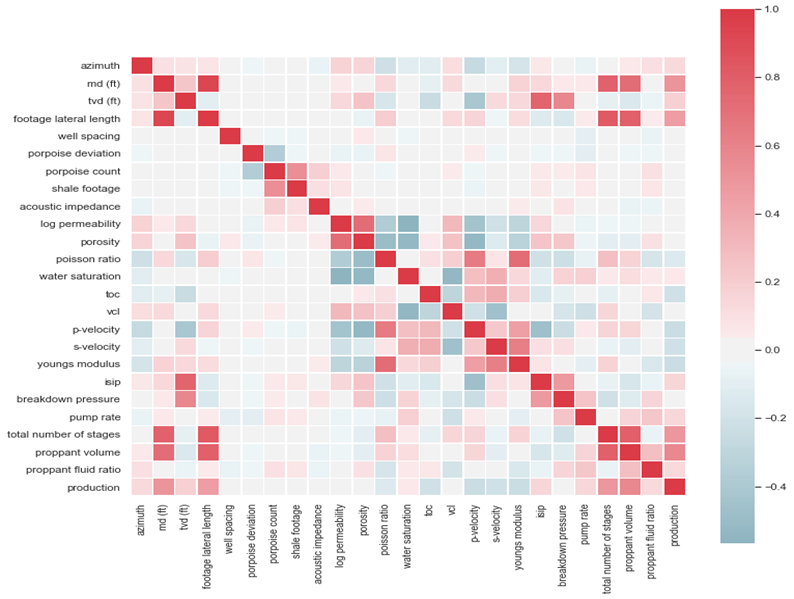 azimuth
md (ft)
tvd (ft)
footage lateral length
well spacing
porpoise deviation
porpoise count
shale footage
acoustic impedance
log permeability
porosity
poisson ratio
water saturation
toc
vcl
p-velocity
s-velocity
youngs modulus
isip
breakdown pressure
pump rate
total number of stages
proppant volume
proppant fluid ratio
production
azimuth
md (ft)
tvd (ft)
footage lateral length
well spacing
porpoise deviation
porpoise count
shale footage
acoustic impedance
log permeability
porosity
poisson ratio
water saturation
toc
vcl
p-velocity
s-velocity
youngs modulus
isip
breakdown pressure
pump rate
total number of stages
proppant volume
proppant fluid ratio
production
1.0
0.8
0.6
0.4
0.2
0.0
−0.2
−0.4